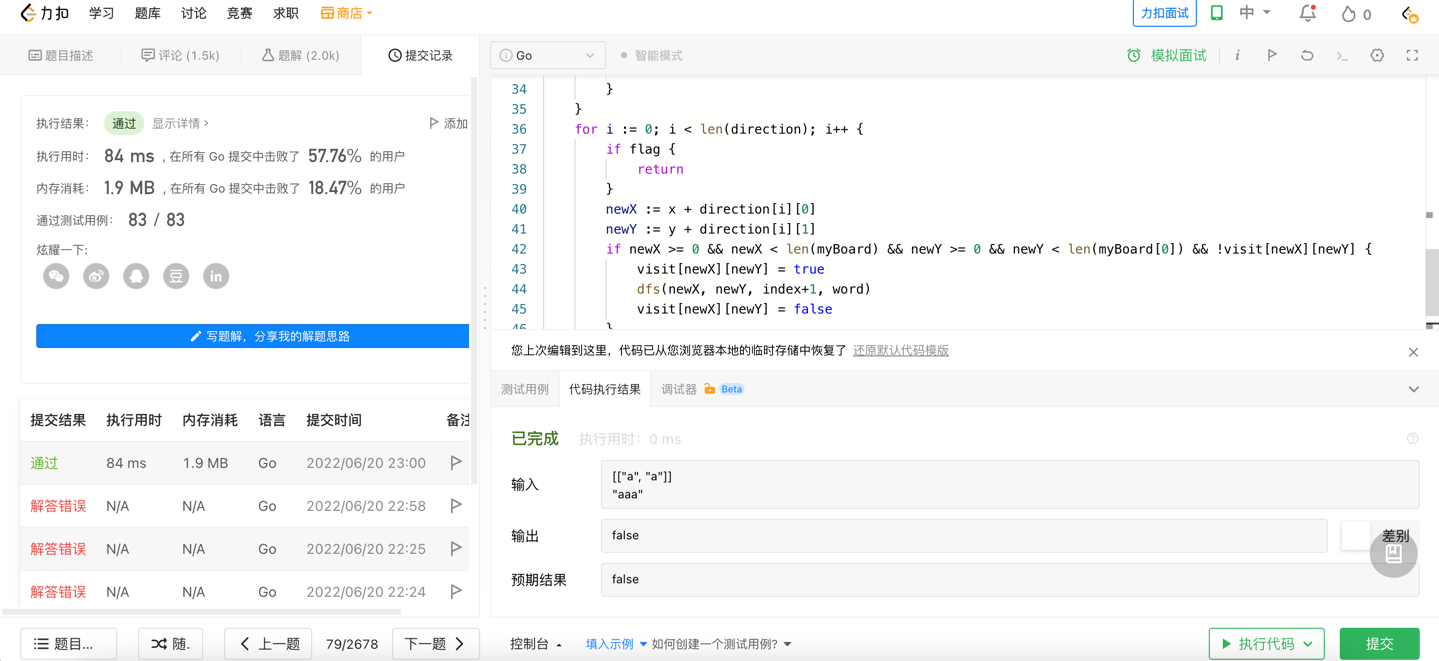 力扣 学习 题库 讨论 竞赛 求职 商店 力扣面试 中 0
题目描述 评论 (1.5k) 题解 (2.0k) 提交记录
执行结果： 通过 显示详情 › 添加
执行用时： 84 ms , 在所有 Go 提交中击败了 57.76% 的用户
内存消耗： 1.9 MB , 在所有 Go 提交中击败了 18.47% 的用户
通过测试用例： 83 / 83
炫耀一下:
写题解，分享我的解题思路
提交结果 执行用时 内存消耗 语言 提交时间 备注
通过 84 ms 1.9 MB Go 2022/06/20 23:00
解答错误 N/A N/A Go 2022/06/20 22:58
解答错误 N/A N/A Go 2022/06/20 22:25
解答错误 N/A N/A Go 2022/06/20 22:24
题目... 随. 上一题 79/2678 下一题
Go 智能模式 模拟面试
34 }
35 }
36 for i := 0; i < len(direction); i++ {
37 if flag {
38 return
39 }
40 newX := x + direction[i][0]
41 newY := y + direction[i][1]
42 if newX >= 0 && newX < len(myBoard) && newY >= 0 && newY < len(myBoard[0]) && !visit[newX][newY] {
43 visit[newX][newY] = true
44 dfs(newX, newY, index+1, word)
45 visit[newX][newY] = false
46 }
您上次编辑到这里，代码已从您浏览器本地的临时存储中恢复了 还原默认代码模版
测试用例 代码执行结果 调试器 Beta
已完成 执行用时：0 ms
输入
[["a", "a"]]
"aaa"
输出 false 差别
预期结果 false
控制台 填入示例 如何创建一个测试用例? 执行代码 提交